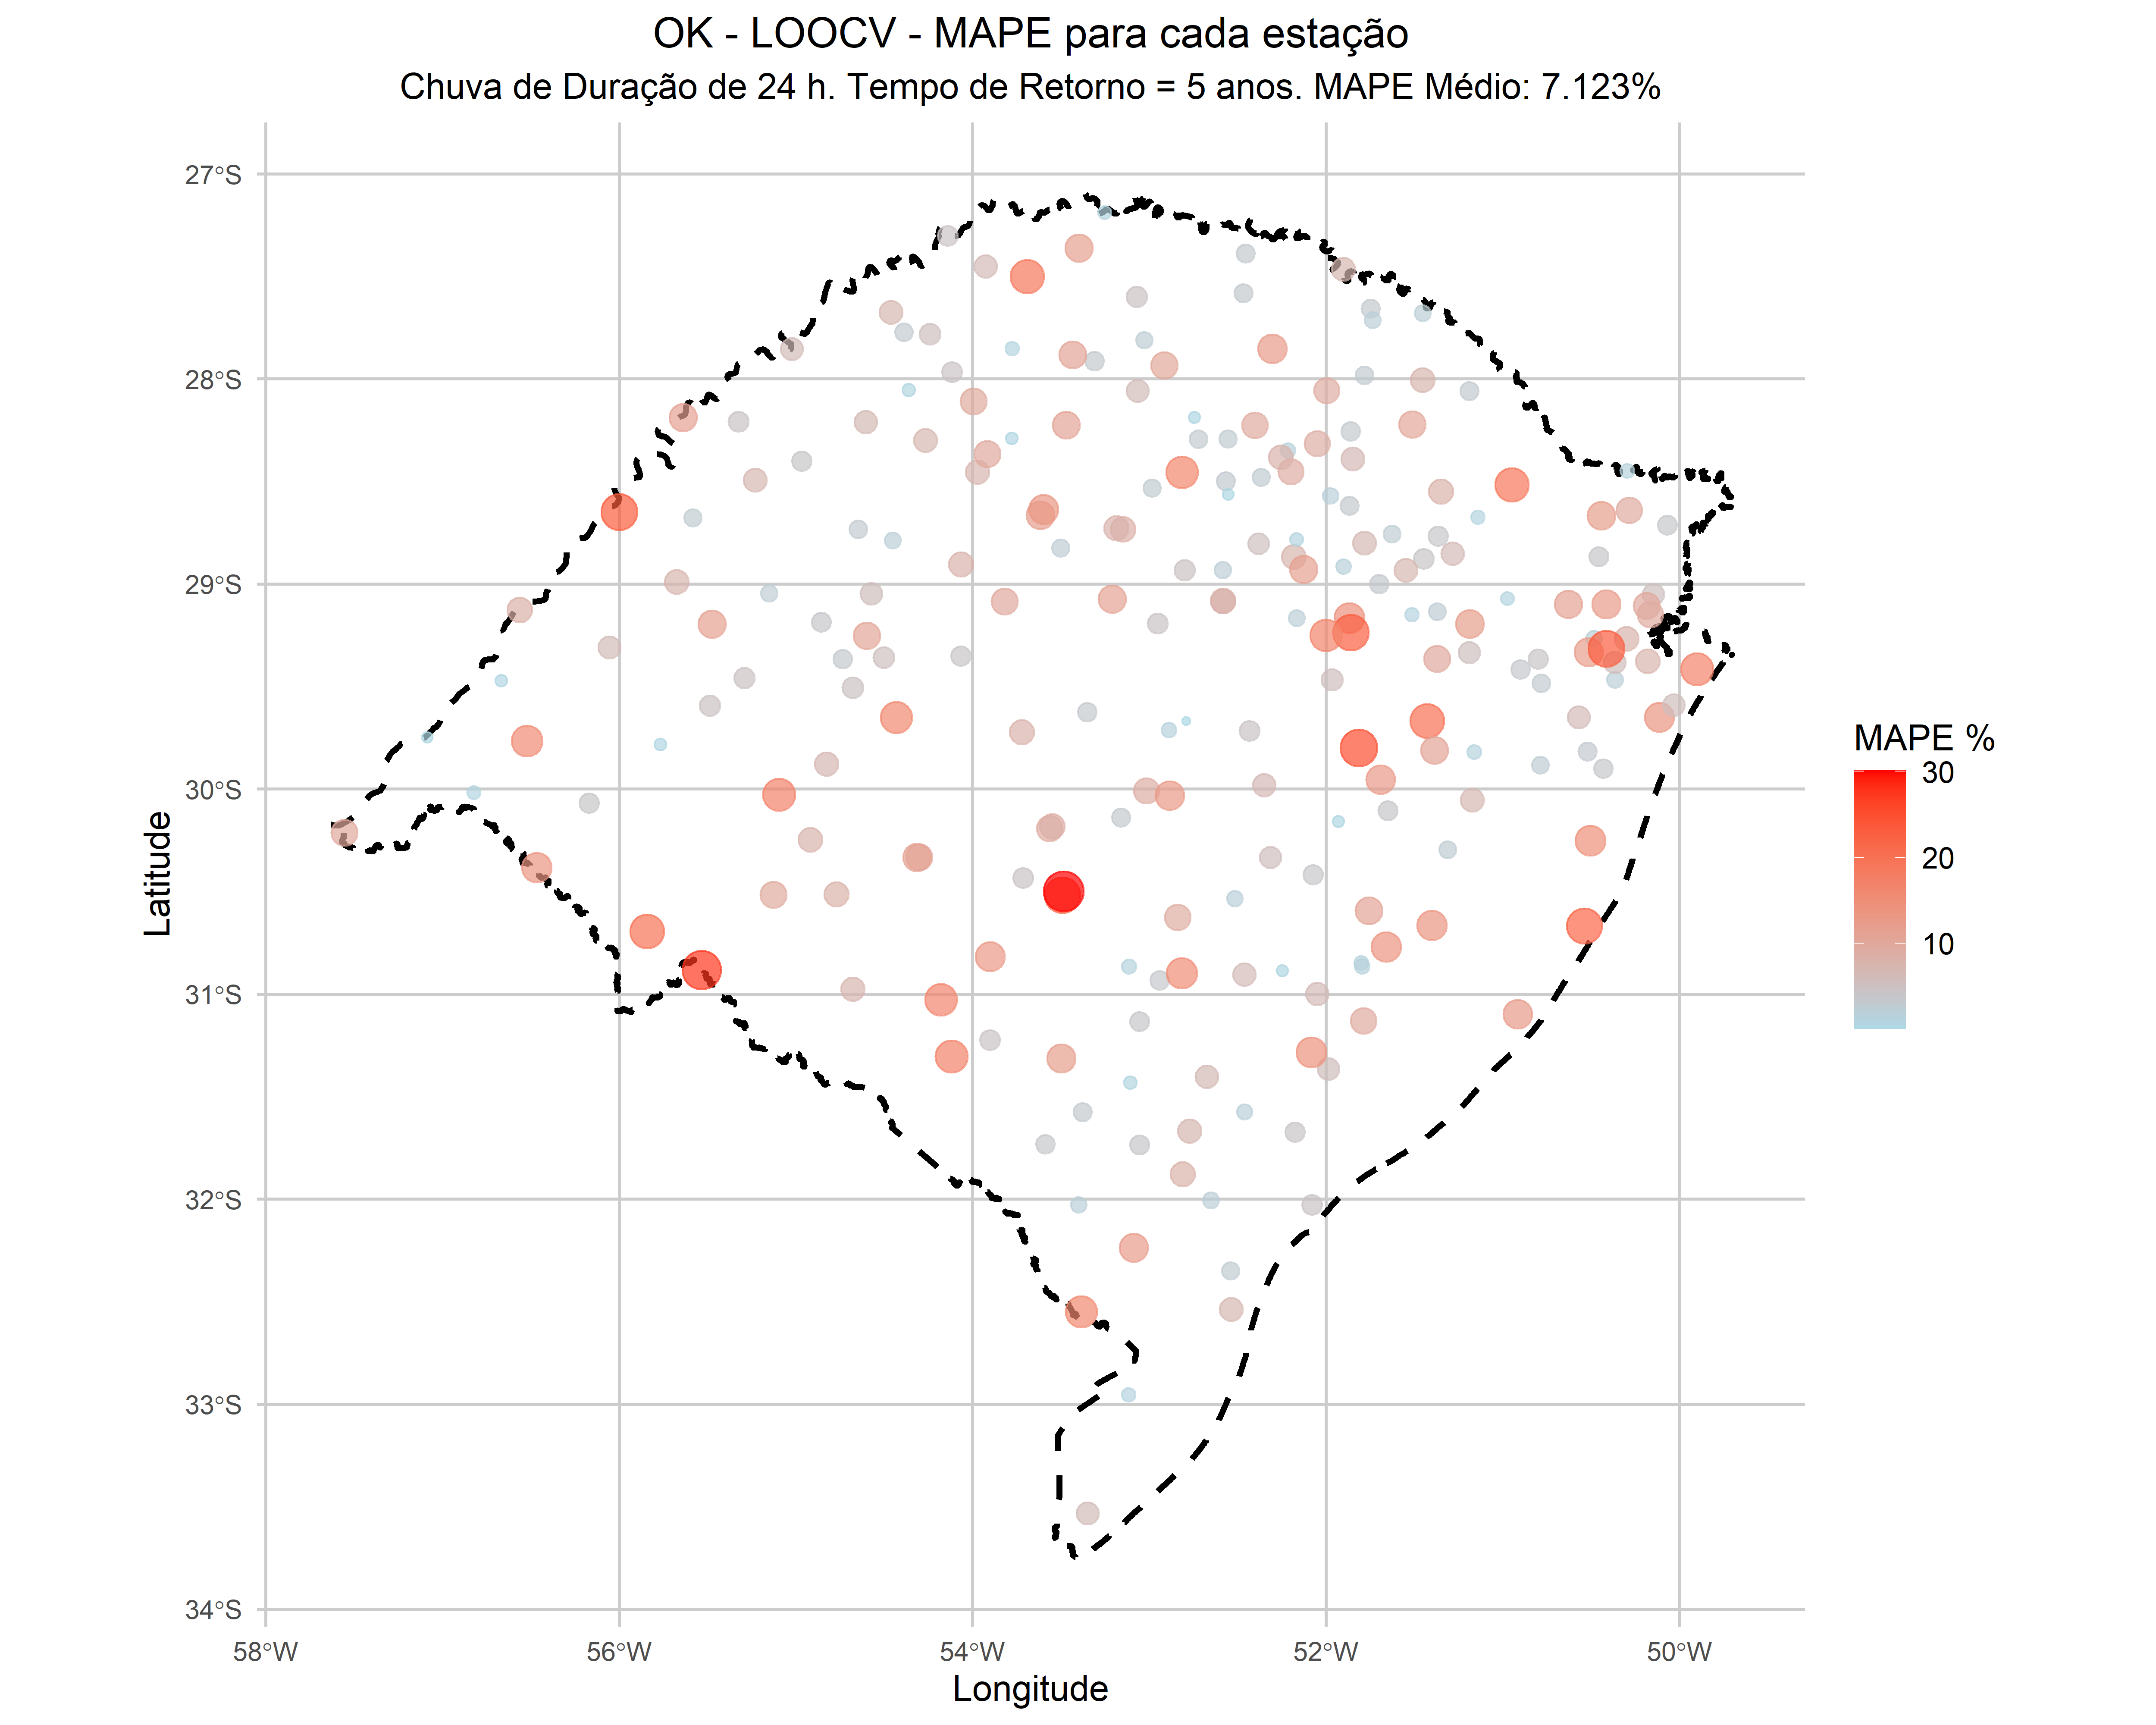 OK - LOOCV - MAPE para cada estação
Chuva de Duração de 24 h. Tempo de Retorno = 5 anos. MAPE Médio: 7.123%
27°S
28°S
29°S
30°S
31°S
32°S
33°S
34°S
Latitude
58°W
56°W
54°W
52°W
50°W
Longitude
MAPE %
30
20
10